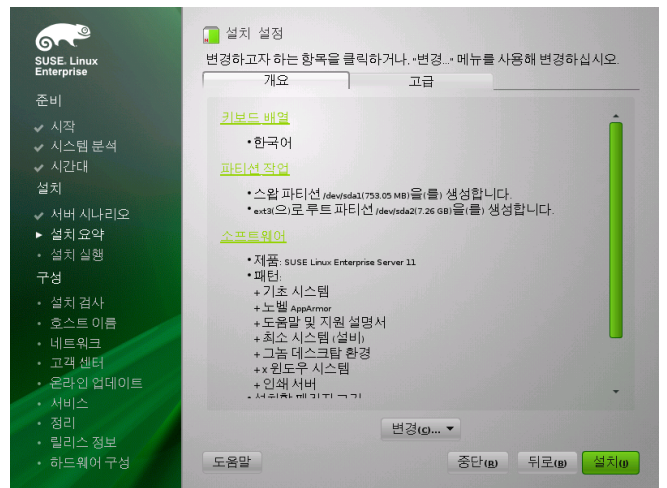 SUSE. Linux
Enterprise
준비
시작
시스템 분석
시간대
설치
서버 시나리오
설치 요약
설치 실행
구성
설치 검사
호스트 이름
네트워크
고객 센터
온라인 업데이트
서비스
정리
릴리스 정보
하드웨어 구성
설치 설정
변경하고자 하는 항목을 클릭하거나, "변경..." 메뉴를 사용해 변경하십시오.
개요
고급
키보드 배열
•한국어
파티션 작업
•스왑 파티션 /dev/sda1(753.05 MB)을(를) 생성합니다.
•ext3(으)로 루트 파티션 /dev/sda2(7.26 GB)을(를) 생성합니다.
소프트웨어
•제품: SUSE Linux Enterprise Server 11
•패턴:
+기초 시스템
+노벨 AppArmor
+도움말 및 지원 설명서
+최소 시스템 (설비)
+그놈 데스크탑 환경
+x 윈도우 시스템
+인쇄 서버
변경(C)...
도움말
중단(B)
뒤로(B)
설치(I)